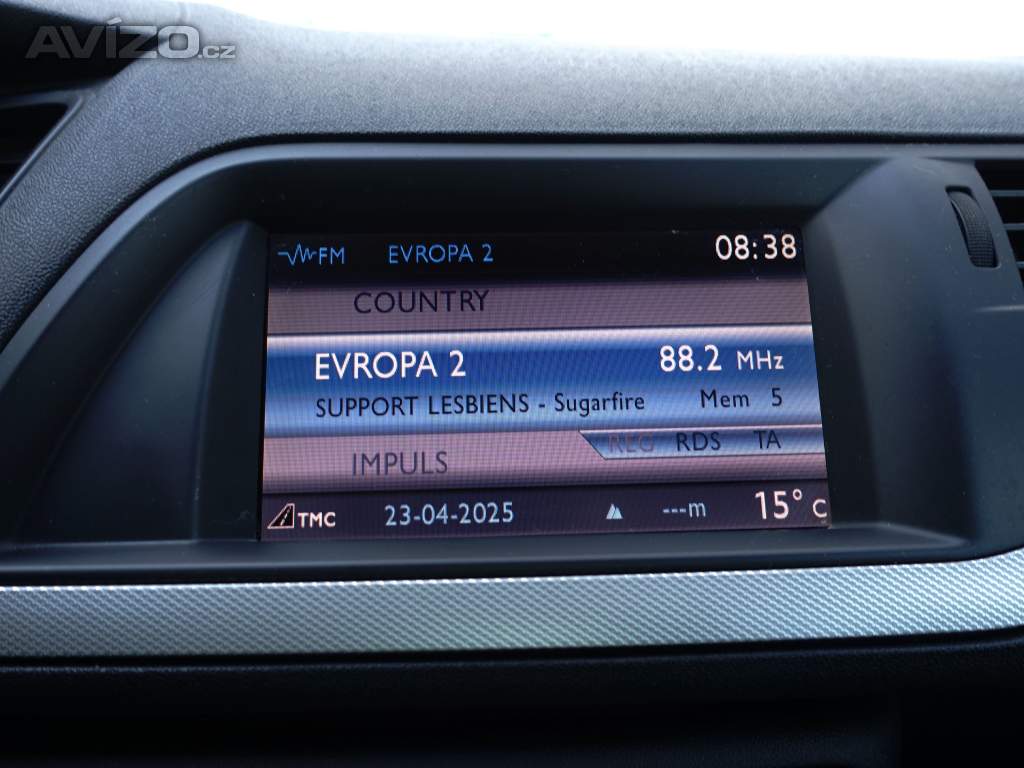 AVÍZO.cz
FM EVROPA 2 08:38
COUNTRY
EVROPA 2 88.2 MHz
SUPPORT LESBIENS - Sugarfire Mem 5
REG RDS TA
IMPULS
TMC 23-04-2025 ---m 15° C